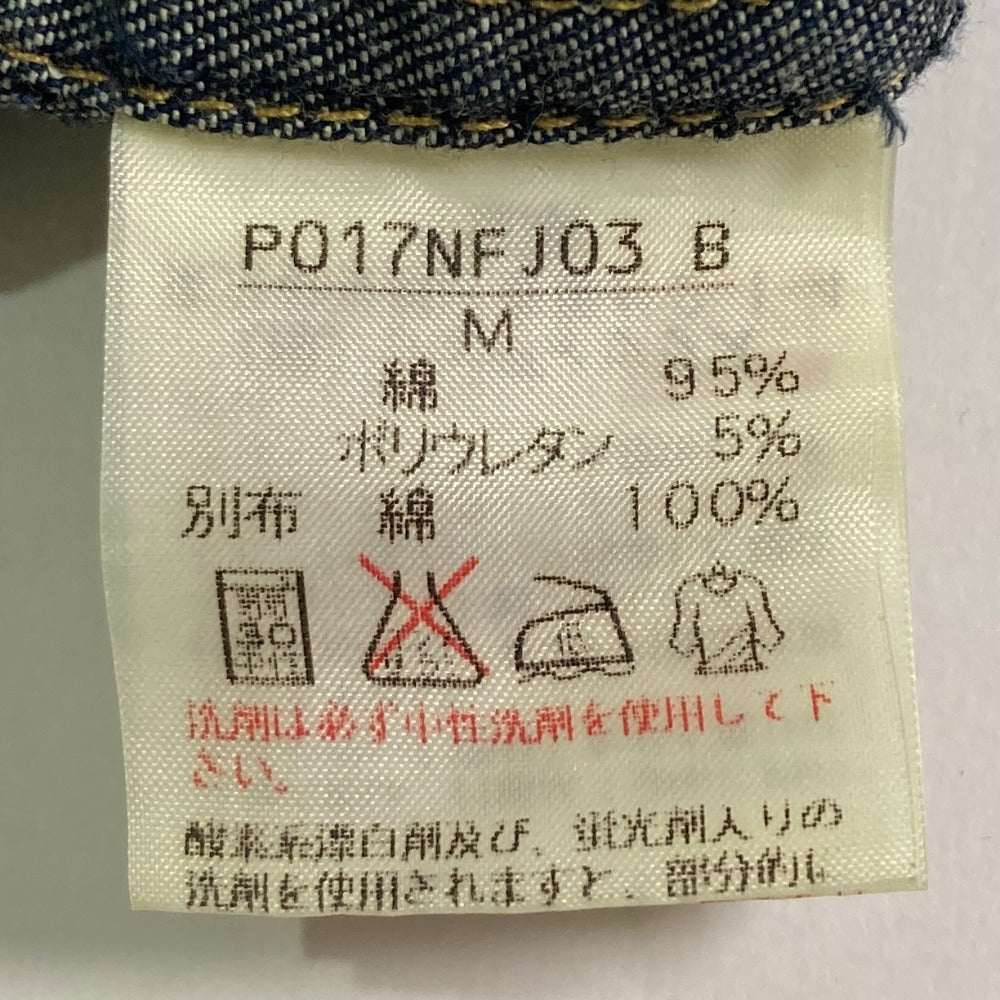 P017NFJ03 B
M
綿 95%
ポリウレタン 5%
別布 綿 100%
洗剤は必ず中性洗剤を使用して下
さい。
酸素系漂白剤及び、蛍光剤入りの
洗剤を使用されますと、部分的に